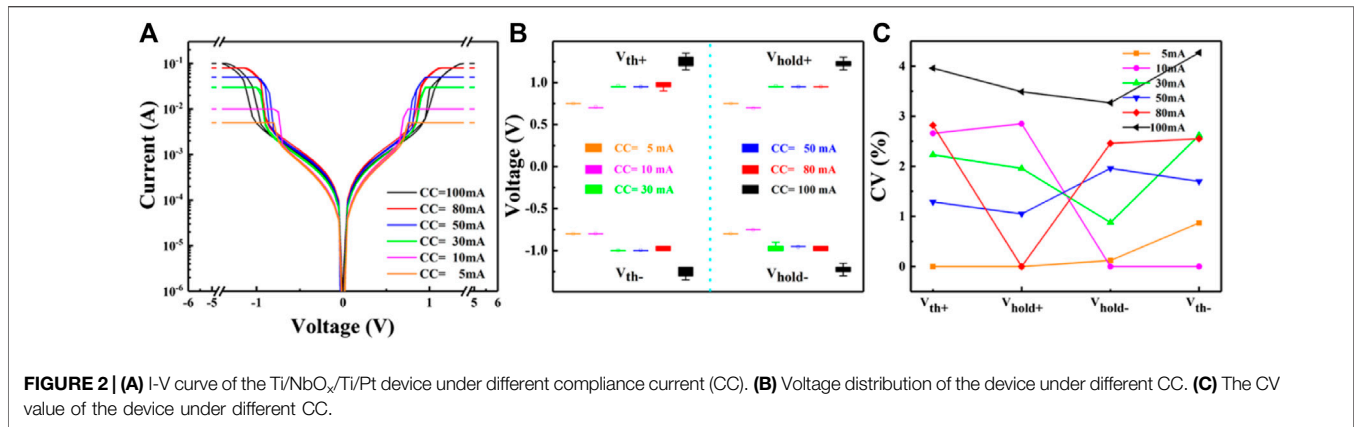 A
Current (A)
10⁻¹
10⁻²
10⁻³
10⁻⁴
10⁻⁵
10⁻⁶
CC=100mA
CC= 80mA
CC= 50mA
CC= 30mA
CC= 10mA
CC= 5mA
-6 -5 -1 0 1 5 6
Voltage (V)
B
Voltage (V)
1.0
0.5
0.0
-0.5
-1.0
Vth+
Vhold+
CC= 5 mA
CC= 10 mA
CC= 30 mA
CC= 50 mA
CC= 80 mA
CC= 100 mA
Vth-
Vhold-
C
CV (%)
4
3
2
1
0
5mA
10mA
30mA
50mA
80mA
100mA
Vth+ Vhold+ Vhold- Vth-
FIGURE 2 | (A) I-V curve of the Ti/NbOx/Ti/Pt device under different compliance current (CC). (B) Voltage distribution of the device under different CC. (C) The CV
value of the device under different CC.